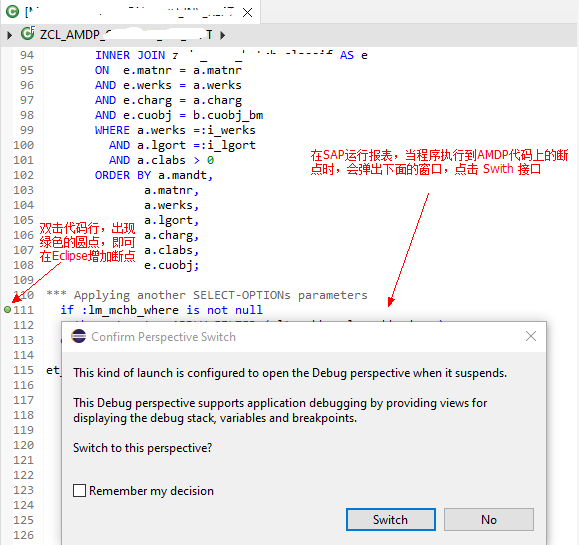 ZCL_AMDP_
94 INNER JOIN AS e
95 ON e.matnr = a.matnr
96 AND e.werks = a.werks
97 AND e.charg = a.charg
98 AND e.cuobj = b.cuobj_bm
99 WHERE a.werks =:i_werks
100 AND a.lgort =:i_lgort
101 AND a.clabs > 0
102 ORDER BY a.mandt,
103 a.matnr,
104 a.werks,
105 a.lgort,
106 a.charg,
107 a.clabs,
108 e.cuobj;
109
110 *** Applying another SELECT-OPTIONs parameters
111 if :lm_mchb_where is not null
112
113
114
115 et_
116
117
118
119
120
121
122
123
124
125
126
在SAP运行报表，当程序执行到AMDP代码上的断
点时，会弹出下面的窗口，点击 Swith 接口
双击代码行，出现
绿色的圆点，即可
在Eclipse增加断点
Confirm Perspective Switch
This kind of launch is configured to open the Debug perspective when it suspends.
This Debug perspective supports application debugging by providing views for
displaying the debug stack, variables and breakpoints.
Switch to this perspective?
Remember my decision
Switch
No